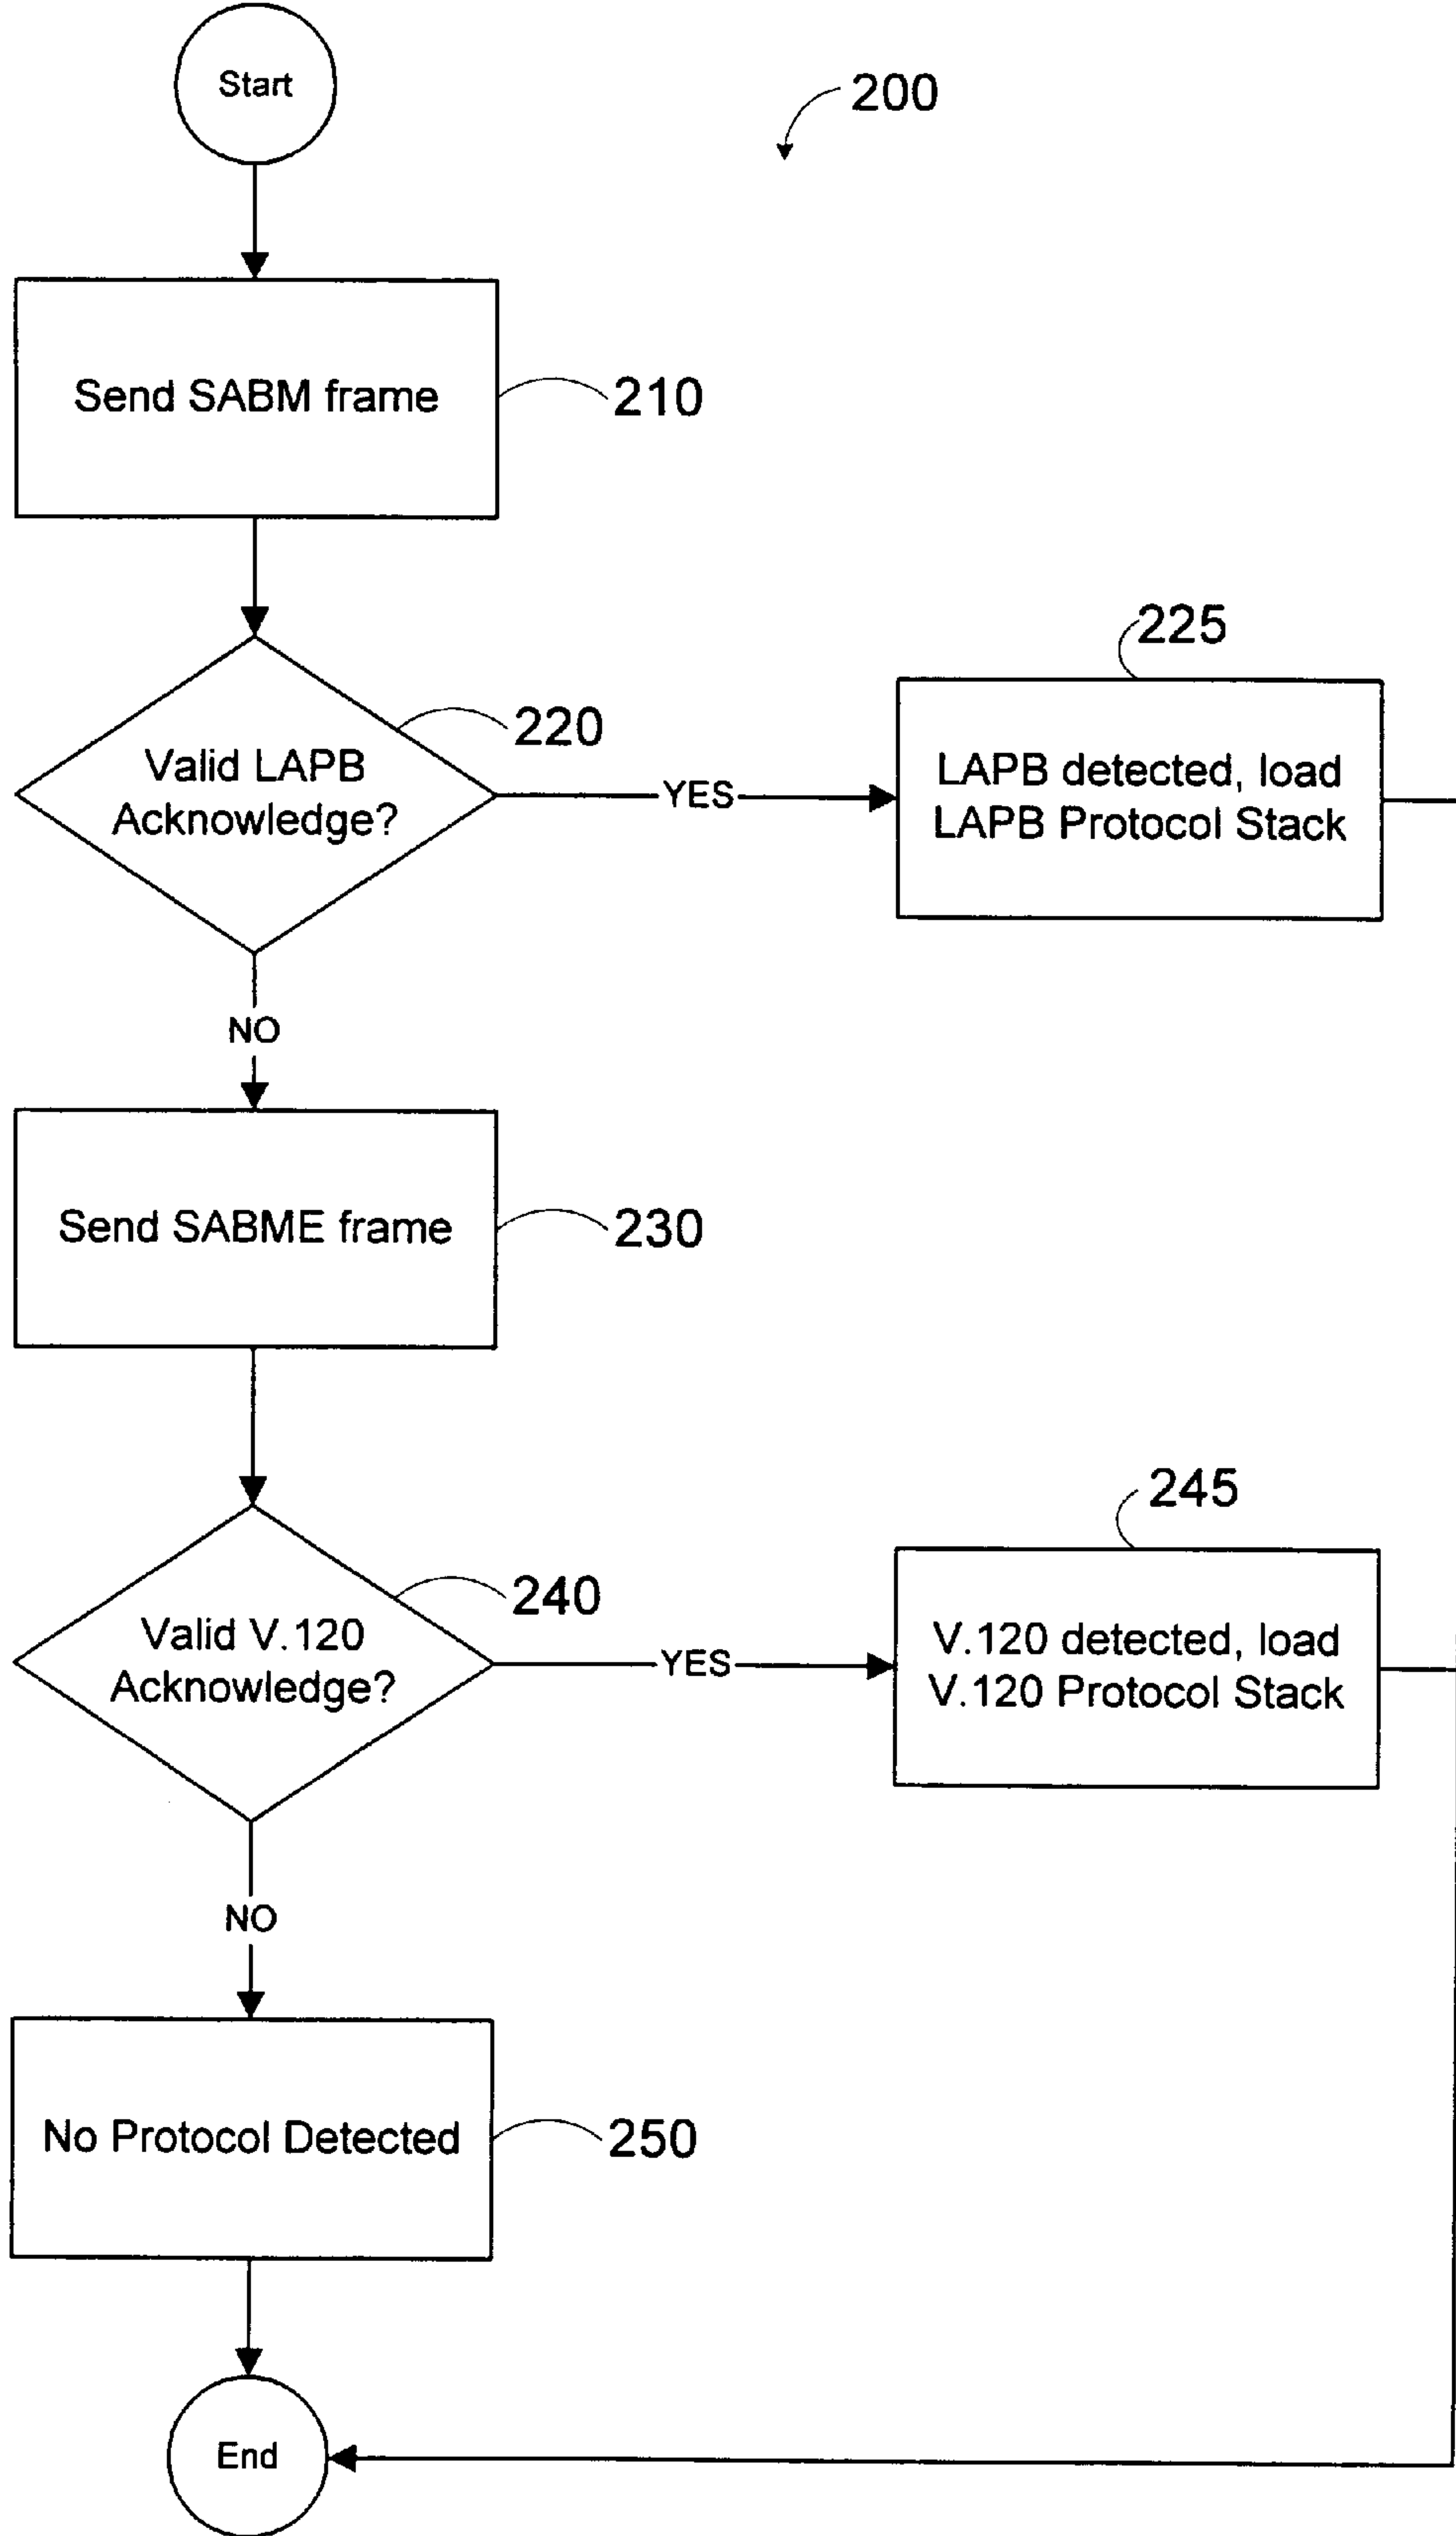 Start
200
Send SABM frame
210
225
220
Valid LAPB
Acknowledge?
YES
LAPB detected, load
LAPB Protocol Stack
NO
Send SABME frame
230
245
240
Valid V.120
Acknowledge?
YES
V.120 detected, load
V.120 Protocol Stack
NO
No Protocol Detected
250
End